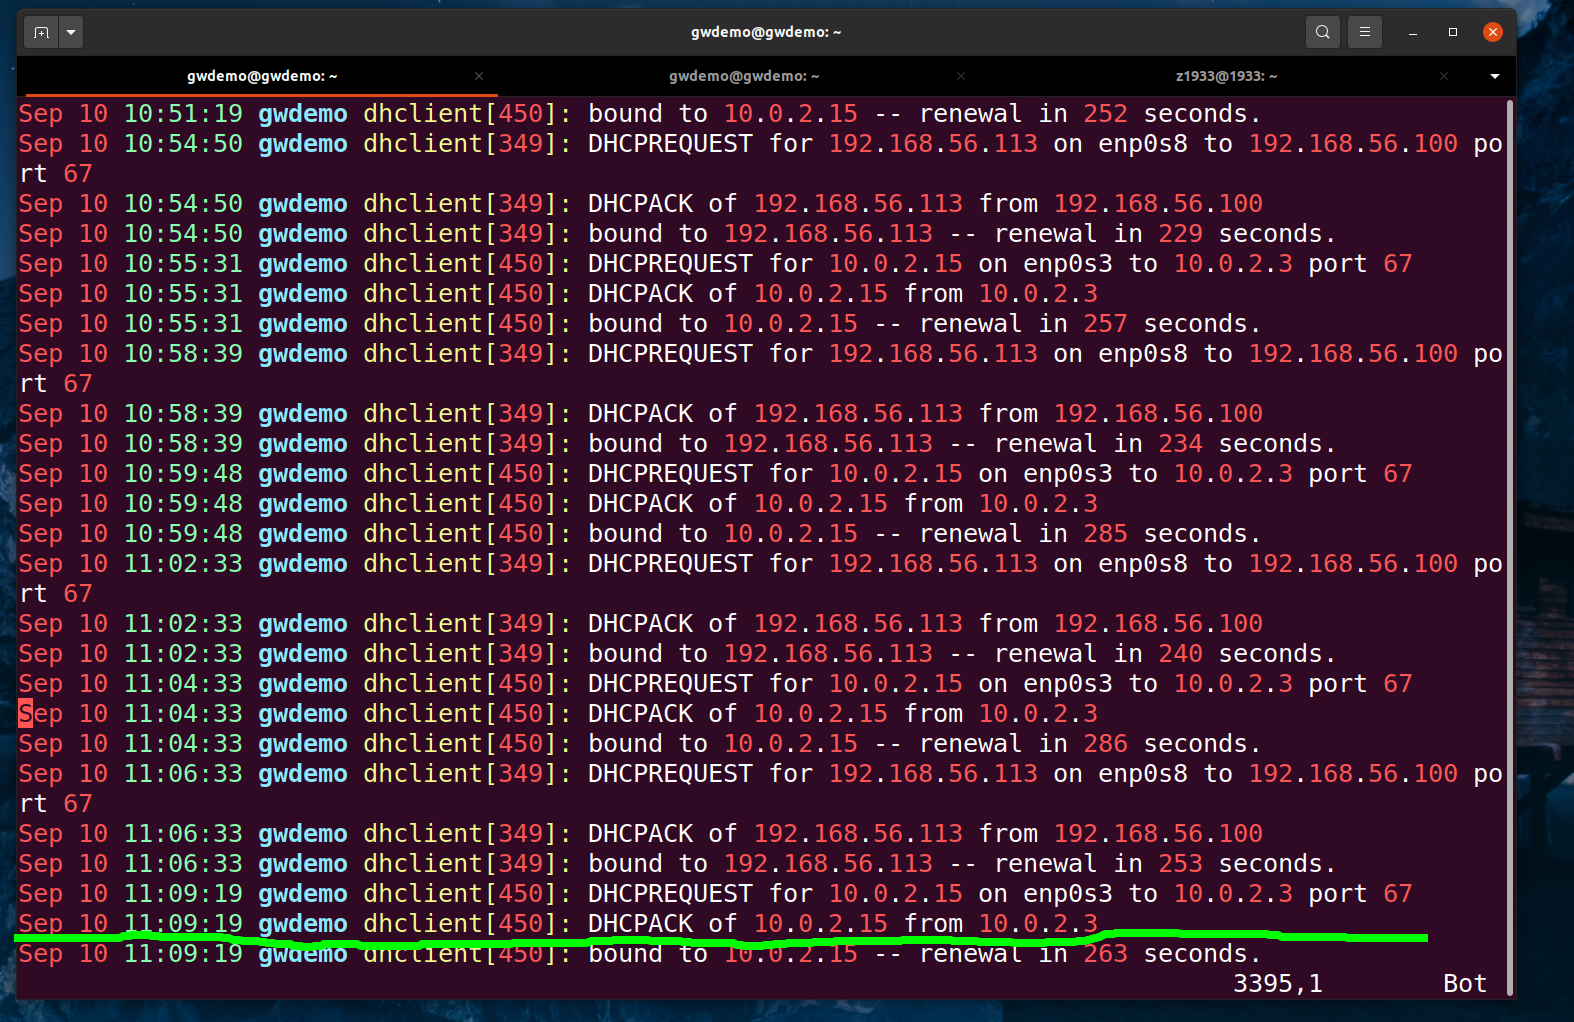 gwdemo@gwdemo: ~
gwdemo@gwdemo: ~ gwdemo@gwdemo: ~ z1933@1933: ~
Sep 10 10:51:19 gwdemo dhclient[450]: bound to 10.0.2.15 -- renewal in 252 seconds.
Sep 10 10:54:50 gwdemo dhclient[349]: DHCPREQUEST for 192.168.56.113 on enp0s8 to 192.168.56.100 po
rt 67
Sep 10 10:54:50 gwdemo dhclient[349]: DHCPACK of 192.168.56.113 from 192.168.56.100
Sep 10 10:54:50 gwdemo dhclient[349]: bound to 192.168.56.113 -- renewal in 229 seconds.
Sep 10 10:55:31 gwdemo dhclient[450]: DHCPREQUEST for 10.0.2.15 on enp0s3 to 10.0.2.3 port 67
Sep 10 10:55:31 gwdemo dhclient[450]: DHCPACK of 10.0.2.15 from 10.0.2.3
Sep 10 10:55:31 gwdemo dhclient[450]: bound to 10.0.2.15 -- renewal in 257 seconds.
Sep 10 10:58:39 gwdemo dhclient[349]: DHCPREQUEST for 192.168.56.113 on enp0s8 to 192.168.56.100 po
rt 67
Sep 10 10:58:39 gwdemo dhclient[349]: DHCPACK of 192.168.56.113 from 192.168.56.100
Sep 10 10:58:39 gwdemo dhclient[349]: bound to 192.168.56.113 -- renewal in 234 seconds.
Sep 10 10:59:48 gwdemo dhclient[450]: DHCPREQUEST for 10.0.2.15 on enp0s3 to 10.0.2.3 port 67
Sep 10 10:59:48 gwdemo dhclient[450]: DHCPACK of 10.0.2.15 from 10.0.2.3
Sep 10 10:59:48 gwdemo dhclient[450]: bound to 10.0.2.15 -- renewal in 285 seconds.
Sep 10 11:02:33 gwdemo dhclient[349]: DHCPREQUEST for 192.168.56.113 on enp0s8 to 192.168.56.100 po
rt 67
Sep 10 11:02:33 gwdemo dhclient[349]: DHCPACK of 192.168.56.113 from 192.168.56.100
Sep 10 11:02:33 gwdemo dhclient[349]: bound to 192.168.56.113 -- renewal in 240 seconds.
Sep 10 11:04:33 gwdemo dhclient[450]: DHCPREQUEST for 10.0.2.15 on enp0s3 to 10.0.2.3 port 67
Sep 10 11:04:33 gwdemo dhclient[450]: DHCPACK of 10.0.2.15 from 10.0.2.3
Sep 10 11:04:33 gwdemo dhclient[450]: bound to 10.0.2.15 -- renewal in 286 seconds.
Sep 10 11:06:33 gwdemo dhclient[349]: DHCPREQUEST for 192.168.56.113 on enp0s8 to 192.168.56.100 po
rt 67
Sep 10 11:06:33 gwdemo dhclient[349]: DHCPACK of 192.168.56.113 from 192.168.56.100
Sep 10 11:06:33 gwdemo dhclient[349]: bound to 192.168.56.113 -- renewal in 253 seconds.
Sep 10 11:09:19 gwdemo dhclient[450]: DHCPREQUEST for 10.0.2.15 on enp0s3 to 10.0.2.3 port 67
Sep 10 11:09:19 gwdemo dhclient[450]: DHCPACK of 10.0.2.15 from 10.0.2.3
Sep 10 11:09:19 gwdemo dhclient[450]: bound to 10.0.2.15 -- renewal in 263 seconds.
3395,1 Bot